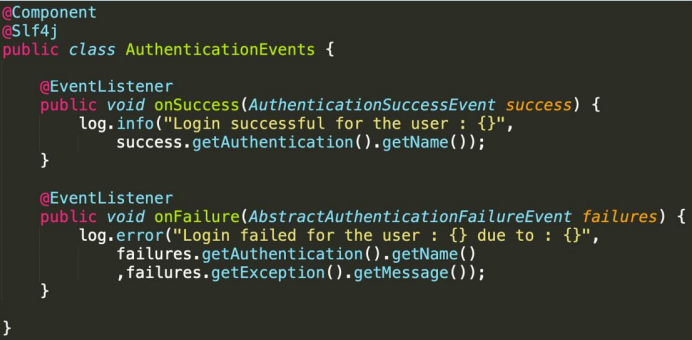 @Component
@Slf4j
public class AuthenticationEvents {
@EventListener
public void onSuccess(AuthenticationSuccessEvent success) {
log.info("Login successful for the user : {}",
success.getAuthentication().getName());
}
@EventListener
public void onFailure(AbstractAuthenticationFailureEvent failures) {
log.error("Login failed for the user : {} due to : {}",
failures.getAuthentication().getName()
,failures.getException().getMessage());
}
}